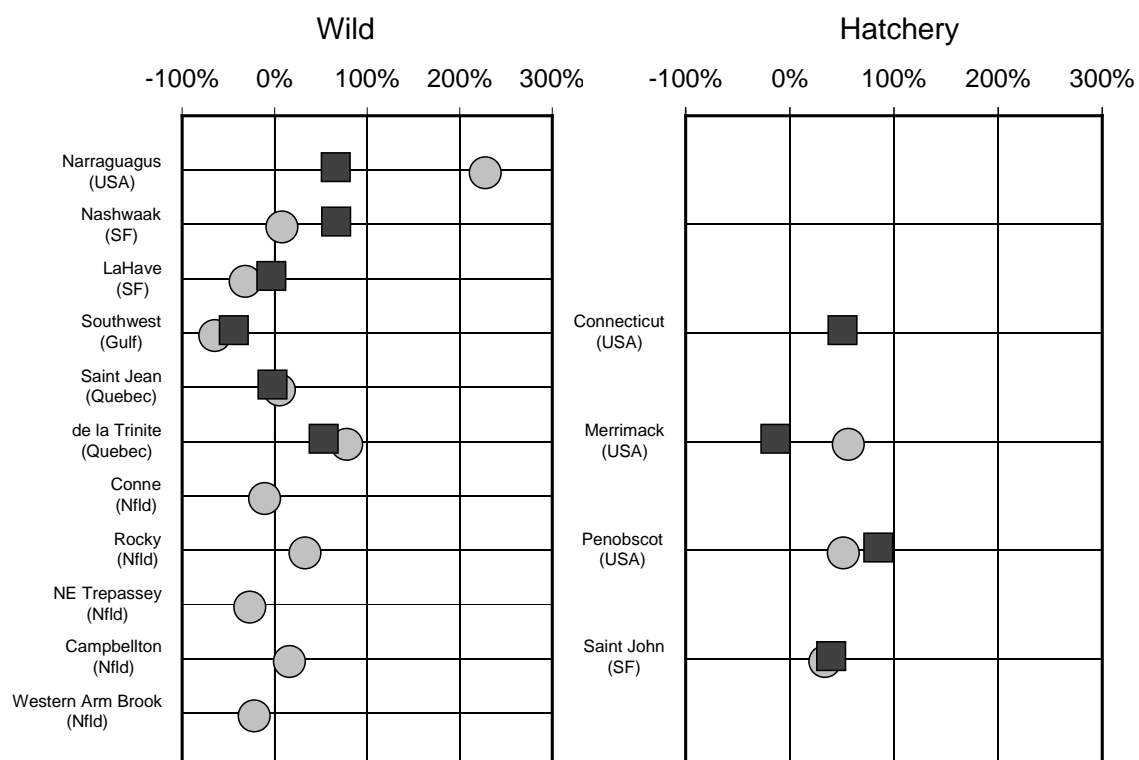 Wild
-100% 0% 100% 200% 300%
Narraguagus
(USA)
Nashwaak
(SF)
LaHave
(SF)
Southwest
(Gulf)
Saint Jean
(Quebec)
de la Trinite
(Quebec)
Conne
(Nfld)
Rocky
(Nfld)
NE Trepassey
(Nfld)
Campbellton
(Nfld)
Western Arm Brook
(Nfld)
Hatchery
-100% 0% 100% 200% 300%
Connecticut
(USA)
Merrimack
(USA)
Penobscot
(USA)
Saint John
(SF)